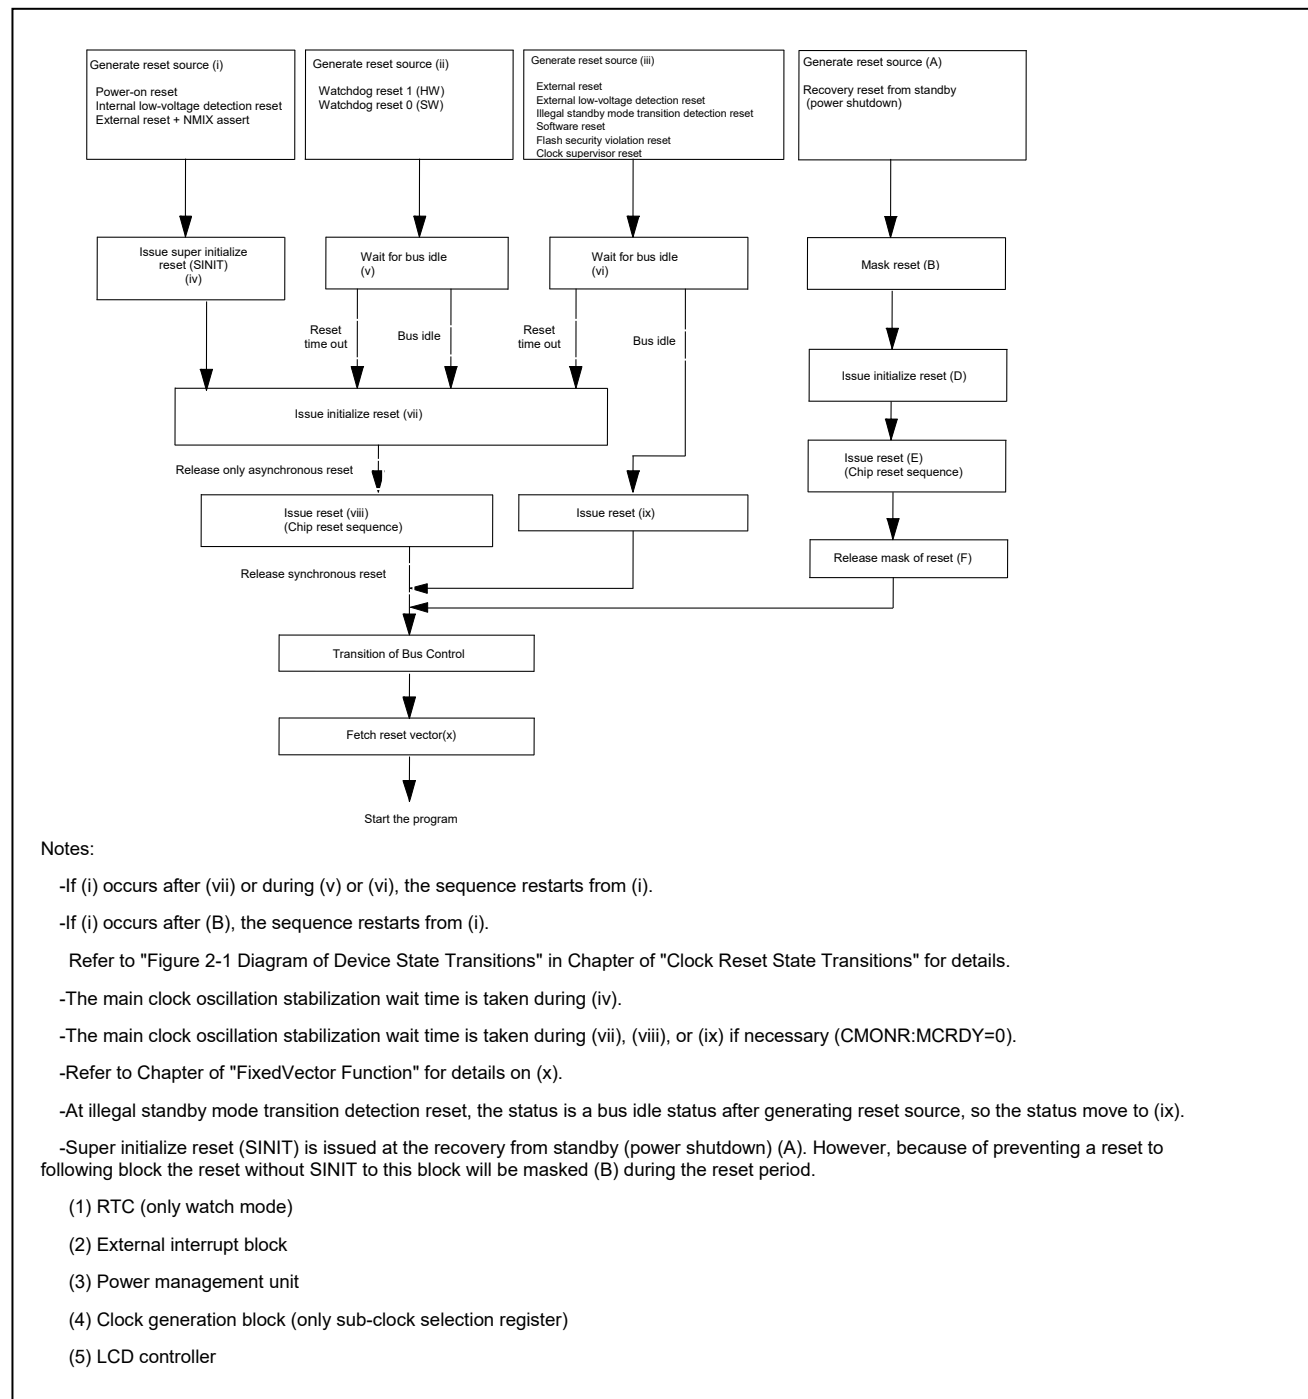 Generate reset source (i)
Power-on reset
Internal low-voltage detection reset
External reset + NMIX assert
Generate reset source (ii)
Watchdog reset 1 (HW)
Watchdog reset 0 (SW)
Generate reset source (iii)
External reset
External low-voltage detection reset
Illegal standby mode transition detection reset
Software reset
Flash security violation reset
Clock supervisor reset
Generate reset source (A)
Recovery reset from standby
(power shutdown)
Issue super initialize
reset (SINIT)
(iv)
Wait for bus idle
(v)
Wait for bus idle
(vi)
Mask reset (B)
Reset
time out
Bus idle
Reset
time out
Bus idle
Issue initialize reset (D)
Issue initialize reset (vii)
Release only asynchronous reset
Issue reset (E)
(Chip reset sequence)
Issue reset (viii)
(Chip reset sequence)
Issue reset (ix)
Release mask of reset (F)
Release synchronous reset
Transition of Bus Control
Fetch reset vector(x)
Start the program
Notes:
-If (i) occurs after (vii) or during (v) or (vi), the sequence restarts from (i).
-If (i) occurs after (B), the sequence restarts from (i).
Refer to "Figure 2-1 Diagram of Device State Transitions" in Chapter of "Clock Reset State Transitions" for details.
-The main clock oscillation stabilization wait time is taken during (iv).
-The main clock oscillation stabilization wait time is taken during (vii), (viii), or (ix) if necessary (CMONR:MCRDY=0).
-Refer to Chapter of "FixedVector Function" for details on (x).
-At illegal standby mode transition detection reset, the status is a bus idle status after generating reset source, so the status move to (ix).
-Super initialize reset (SINIT) is issued at the recovery from standby (power shutdown) (A). However, because of preventing a reset to
following block the reset without SINIT to this block will be masked (B) during the reset period.
(1) RTC (only watch mode)
(2) External interrupt block
(3) Power management unit
(4) Clock generation block (only sub-clock selection register)
(5) LCD controller